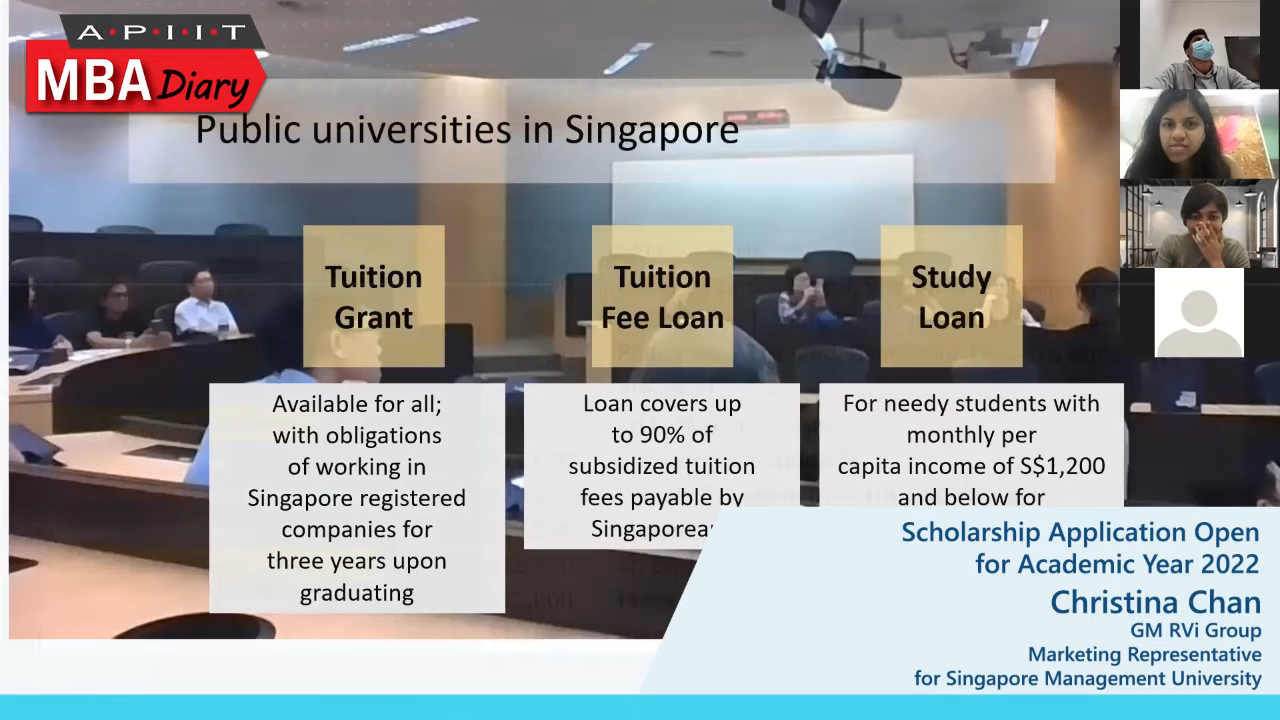 A·P·I·I·T
MBA Diary
Public universities in Singapore
Tuition
Grant
Available for all;
with obligations
of working in
Singapore registered
companies for
three years upon
graduating
Tuition
Fee Loan
Loan covers up
to 90% of
subsidized tuition
fees payable by
Study
Loan
For needy students with
monthly per
capita income of S$1,200
and below for
Scholarship Application Open
for Academic Year 2022
Christina Chan
GM RVi Group
Marketing Representative
for Singapore Management University